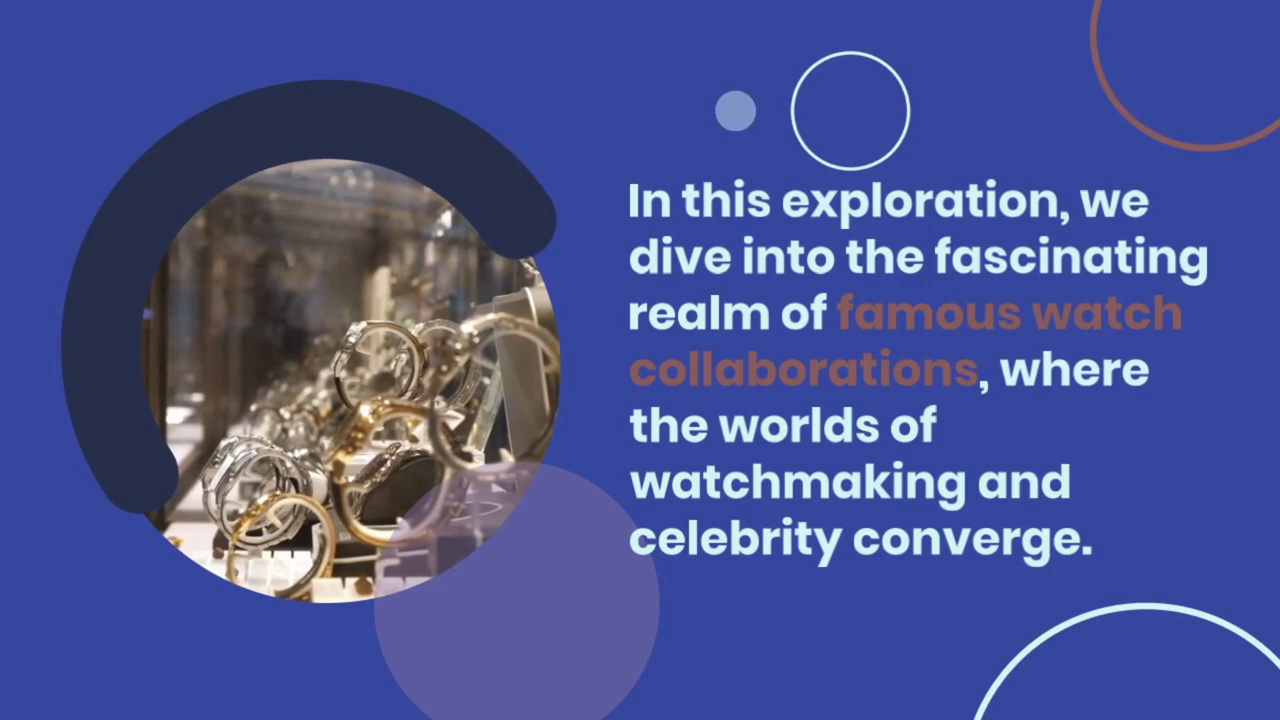 In this exploration, we
dive into the fascinating
realm of famous watch
collaborations, where
the worlds of
watchmaking and
celebrity converge.